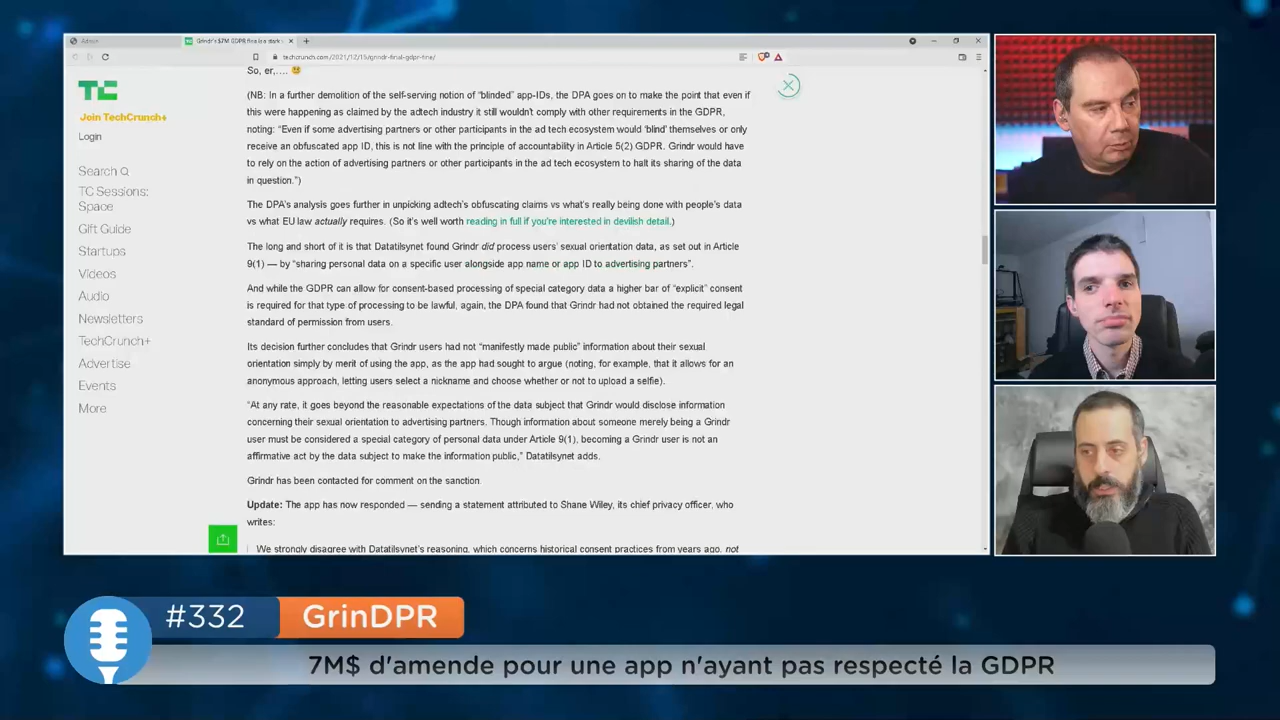 Admin
Grindr's $7M GDPR fine is a stark
techcrunch.com/2021/12/15/grindr-final-gdpr-fine/
TC
Join TechCrunch+
Login
Search
TC Sessions:
Space
Gift Guide
Startups
Videos
Audio
Newsletters
TechCrunch+
Advertise
Events
More
So, er,....
(NB: In a further demolition of the self-serving notion of “blinded” app-IDs, the DPA goes on to make the point that even if
this were happening as claimed by the adtech industry it still wouldn’t comply with other requirements in the GDPR,
noting: “Even if some advertising partners or other participants in the ad tech ecosystem would ‘blind’ themselves or only
receive an obfuscated app ID, this is not line with the principle of accountability in Article 5(2) GDPR. Grindr would have
to rely on the action of advertising partners or other participants in the ad tech ecosystem to halt its sharing of the data
in question.”)
The DPA’s analysis goes further in unpicking adtech’s obfuscating claims vs what’s really being done with people’s data
vs what EU law actually requires. (So it’s well worth reading in full if you’re interested in devilish detail.)
The long and short of it is that Datatilsynet found Grindr did process users’ sexual orientation data, as set out in Article
9(1) — by “sharing personal data on a specific user alongside app name or app ID to advertising partners”.
And while the GDPR can allow for consent-based processing of special category data a higher bar of “explicit” consent
is required for that type of processing to be lawful, again, the DPA found that Grindr had not obtained the required legal
standard of permission from users.
Its decision further concludes that Grindr users had not “manifestly made public” information about their sexual
orientation simply by merit of using the app, as the app had sought to argue (noting, for example, that it allows for an
anonymous approach, letting users select a nickname and choose whether or not to upload a selfie).
“At any rate, it goes beyond the reasonable expectations of the data subject that Grindr would disclose information
concerning their sexual orientation to advertising partners. Though information about someone merely being a Grindr
user must be considered a special category of personal data under Article 9(1), becoming a Grindr user is not an
affirmative act by the data subject to make the information public,” Datatilsynet adds.
Grindr has been contacted for comment on the sanction.
Update: The app has now responded — sending a statement attributed to Shane Wiley, its chief privacy officer, who
writes:
We strongly disagree with Datatilsynet’s reasoning, which concerns historical consent practices from years ago, not
#332
GrinDPR
7M$ d'amende pour une app n'ayant pas respecté la GDPR